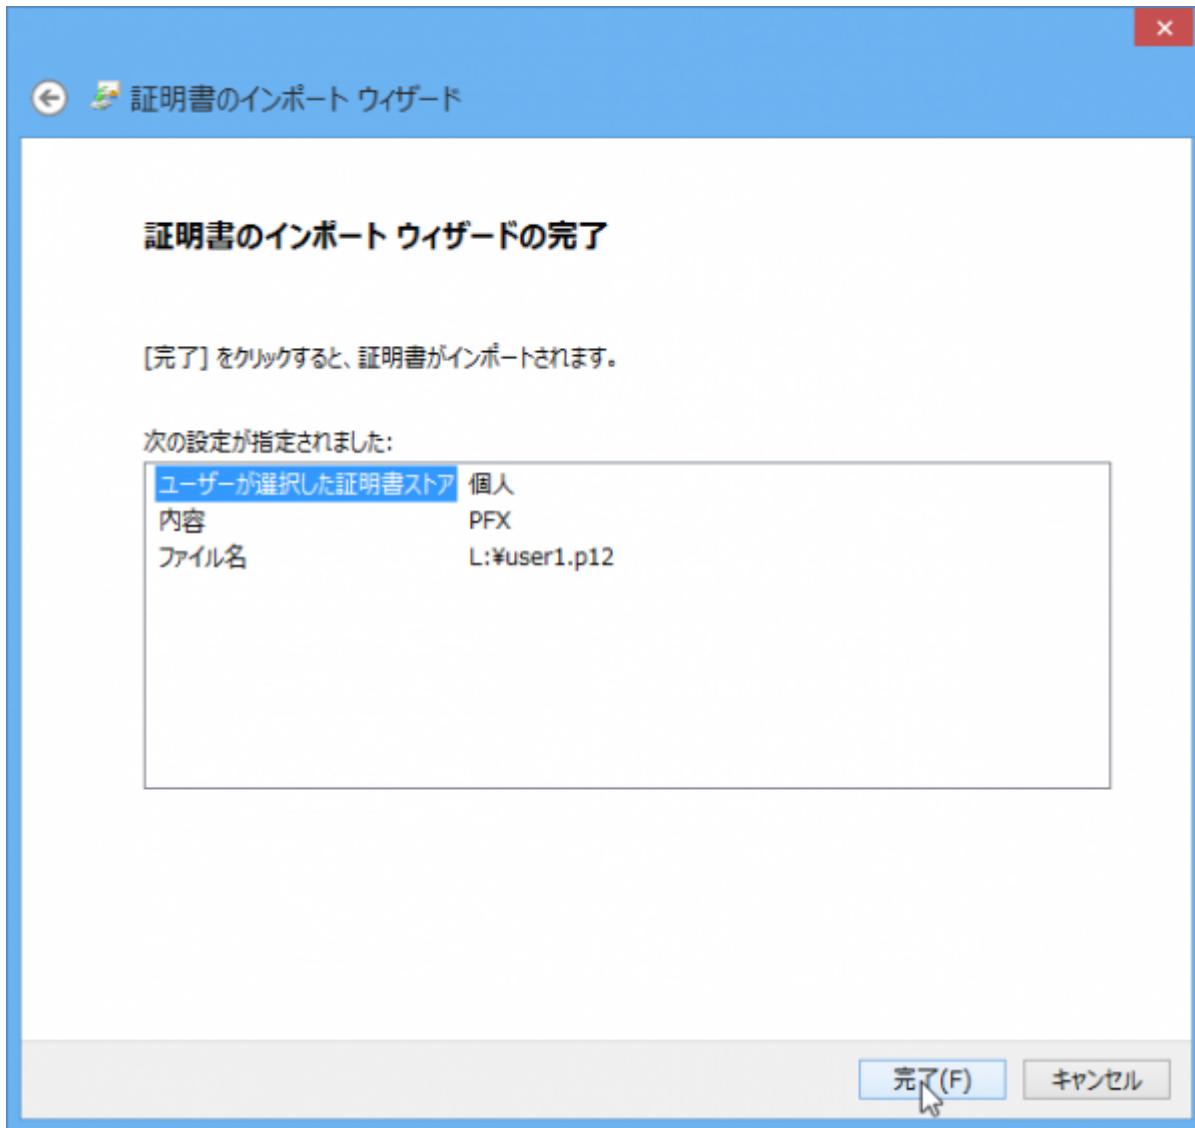 証明書のインポート ウィザード
証明書のインポート ウィザードの完了
[完了] をクリックすると、証明書がインポートされます。
次の設定が指定されました:
ユーザーが選択した証明書ストア 個人
内容 PFX
ファイル名 L:¥user1.p12
完了(F) キャンセル